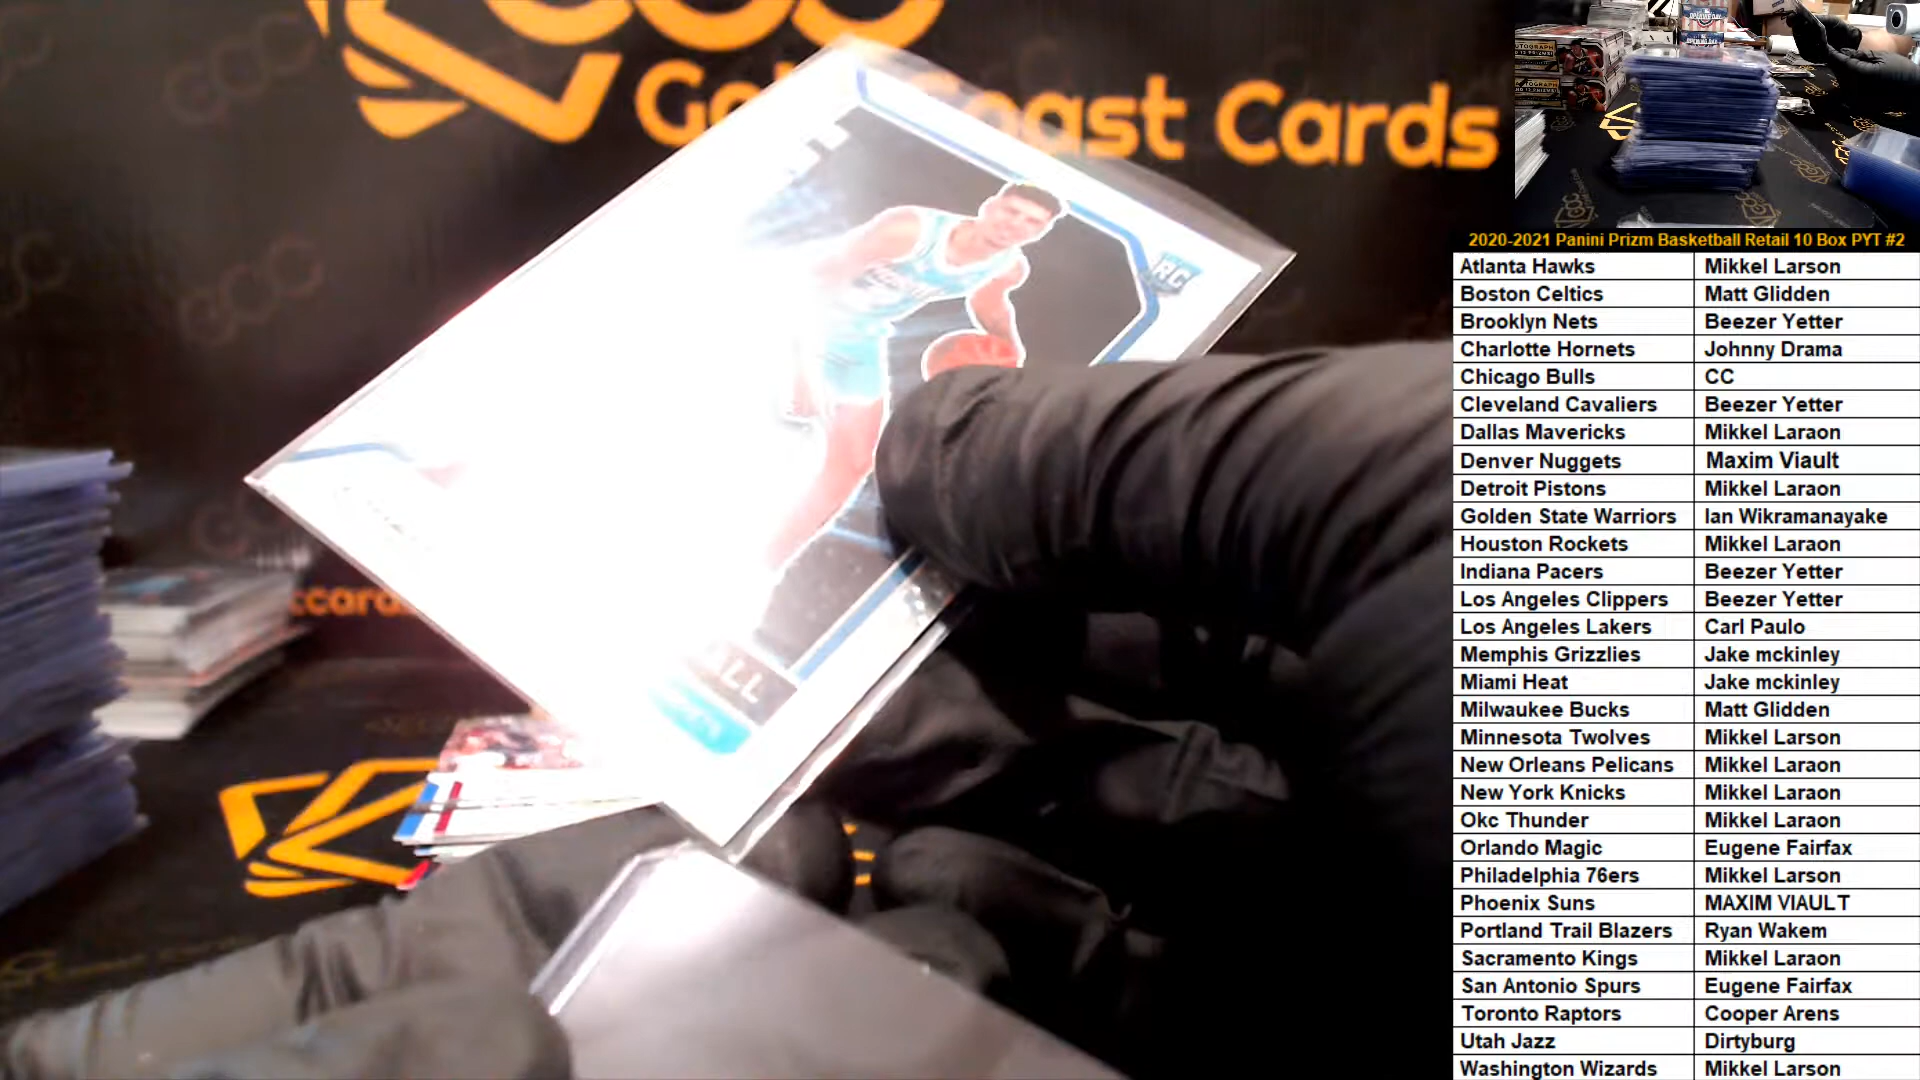 Gold Coast Cards
GCC
RC
ALL
AUTOGRAPH
OPENING DAY
2020-2021 Panini Prizm Basketball Retail 10 Box PYT #2
Atlanta Hawks Mikkel Larson
Boston Celtics Matt Glidden
Brooklyn Nets Beezer Yetter
Charlotte Hornets Johnny Drama
Chicago Bulls CC
Cleveland Cavaliers Beezer Yetter
Dallas Mavericks Mikkel Laraon
Denver Nuggets Maxim Viault
Detroit Pistons Mikkel Laraon
Golden State Warriors Ian Wikramanayake
Houston Rockets Mikkel Laraon
Indiana Pacers Beezer Yetter
Los Angeles Clippers Beezer Yetter
Los Angeles Lakers Carl Paulo
Memphis Grizzlies Jake mckinley
Miami Heat Jake mckinley
Milwaukee Bucks Matt Glidden
Minnesota Twolves Mikkel Larson
New Orleans Pelicans Mikkel Laraon
New York Knicks Mikkel Laraon
Okc Thunder Mikkel Laraon
Orlando Magic Eugene Fairfax
Philadelphia 76ers Mikkel Larson
Phoenix Suns MAXIM VIAULT
Portland Trail Blazers Ryan Wakem
Sacramento Kings Mikkel Laraon
San Antonio Spurs Eugene Fairfax
Toronto Raptors Cooper Arens
Utah Jazz Dirtyburg
Washington Wizards Mikkel Larson